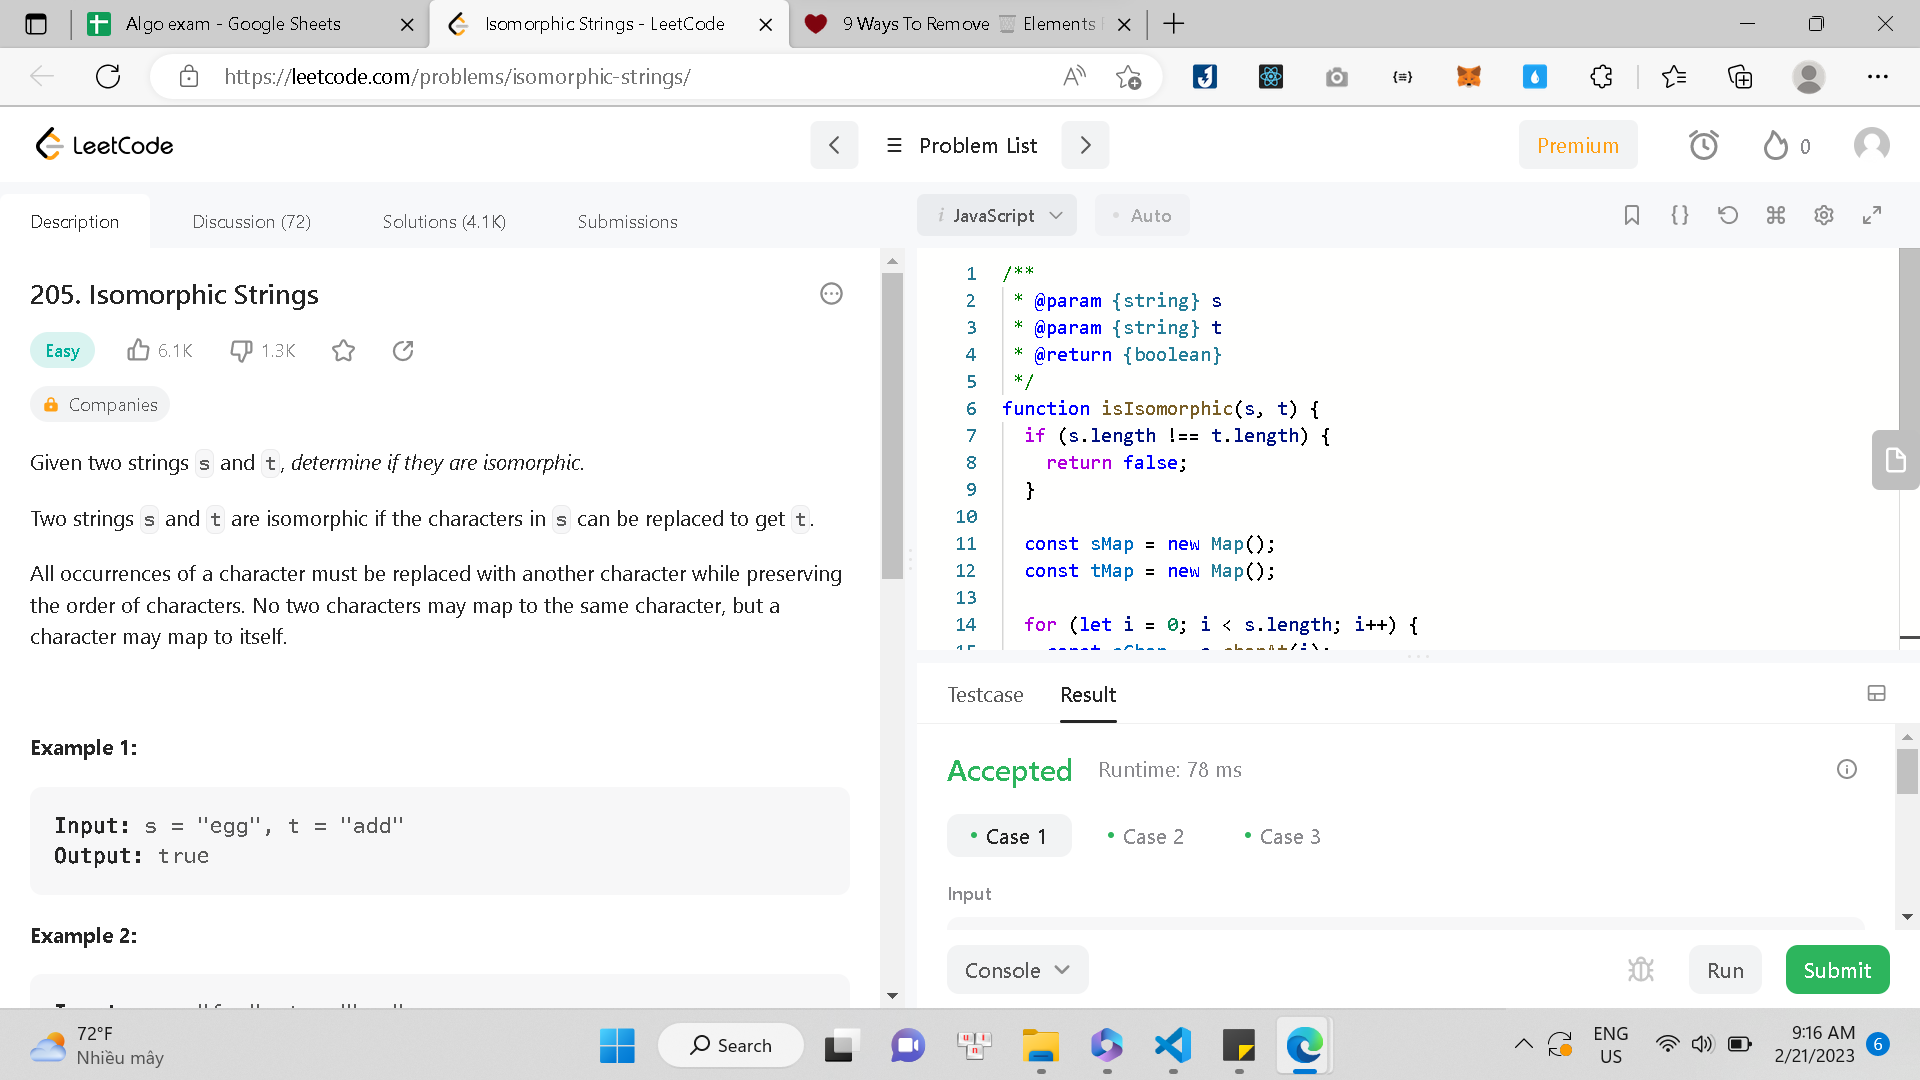 Algo exam - Google Sheets
Isomorphic Strings - LeetCode
9 Ways To Remove 🗑️ Elements
https://leetcode.com/problems/isomorphic-strings/
LeetCode
Problem List
Premium
0
Description
Discussion (72)
Solutions (4.1K)
Submissions
i JavaScript
• Auto
205. Isomorphic Strings
Easy
6.1K
1.3K
Companies
Given two strings s and t, determine if they are isomorphic.
Two strings s and t are isomorphic if the characters in s can be replaced to get t.
All occurrences of a character must be replaced with another character while preserving
the order of characters. No two characters may map to the same character, but a
character may map to itself.
Example 1:
Input: s = "egg", t = "add"
Output: true
Example 2:
1 /**
2 * @param {string} s
3 * @param {string} t
4 * @return {boolean}
5 */
6 function isIsomorphic(s, t) {
7 if (s.length !== t.length) {
8 return false;
9 }
10
11 const sMap = new Map();
12 const tMap = new Map();
13
14 for (let i = 0; i < s.length; i++) {
Testcase
Result
Accepted
Runtime: 78 ms
• Case 1
• Case 2
• Case 3
Input
Console
Run
Submit
72°F
Nhiều mây
Search
ENG
US
9:16 AM
2/21/2023
6